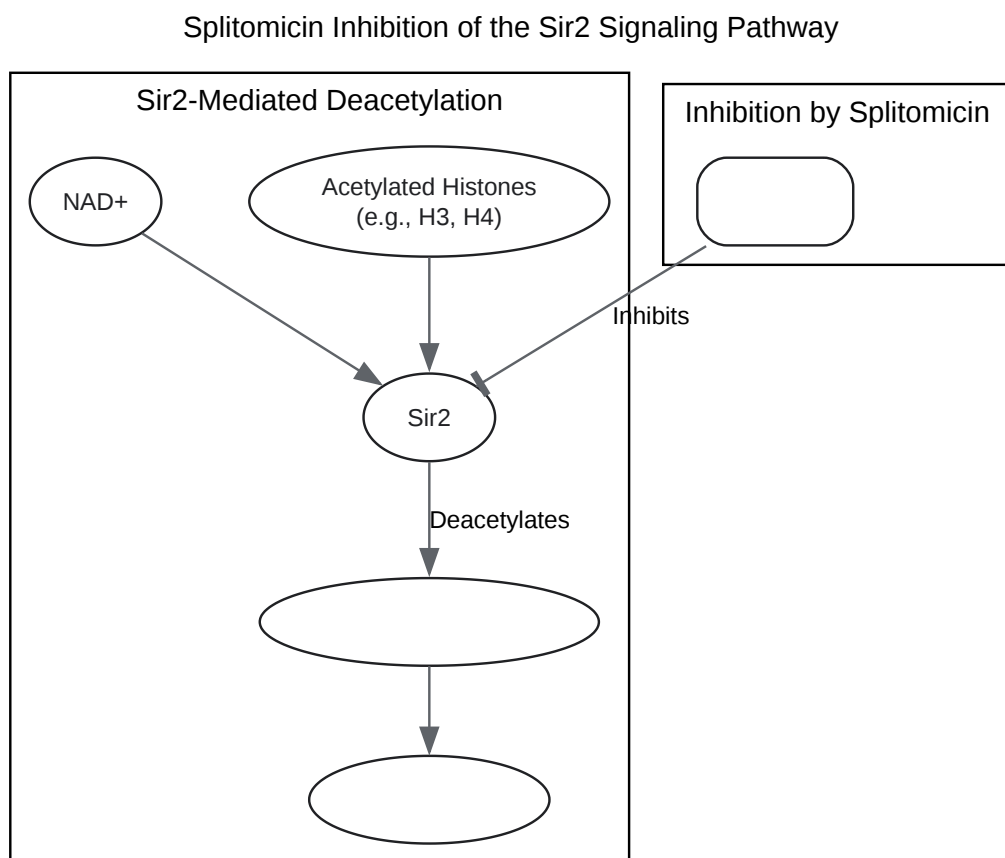 Splitomicin Inhibition of the Sir2 Signaling Pathway
Sir2-Mediated Deacetylation
Inhibition by Splitomicin
NAD+
Acetylated Histones
(e.g., H3, H4)
Inhibits
Sir2
Deacetylates